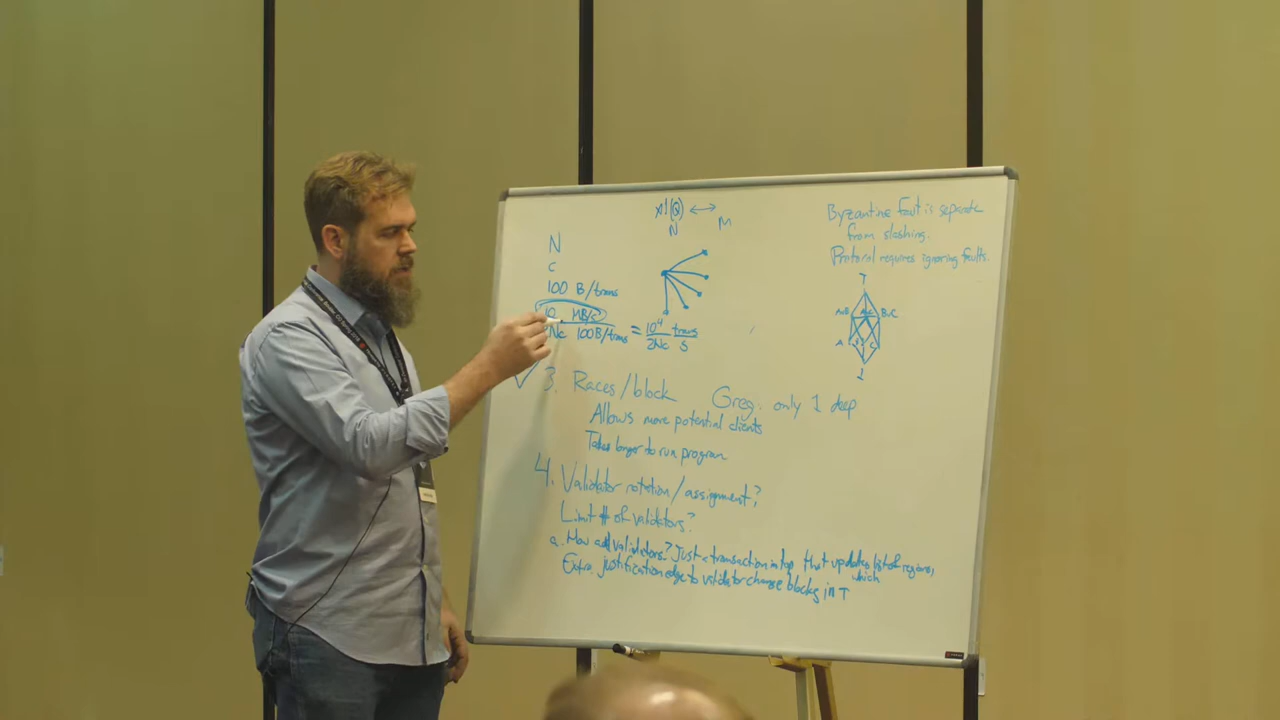 N
c
100 B/trans
10 MB/s
2Nc 100B/trans = 10⁴ trans
2Nc s
N
M
Byzantine fault is separate
from slashing.
Protocol requires ignoring faults.
T
A∪B B∪C
A B C
⊥
3. Races/block Greg. only 1 deep
Allows more potential clients
Takes longer to run program
4. Validator rotation/assignment?
Limit # of validators?
a. How add validators? Just a transaction in top that updates list of regions,
which
Extra justification edge to validator change blocks in T